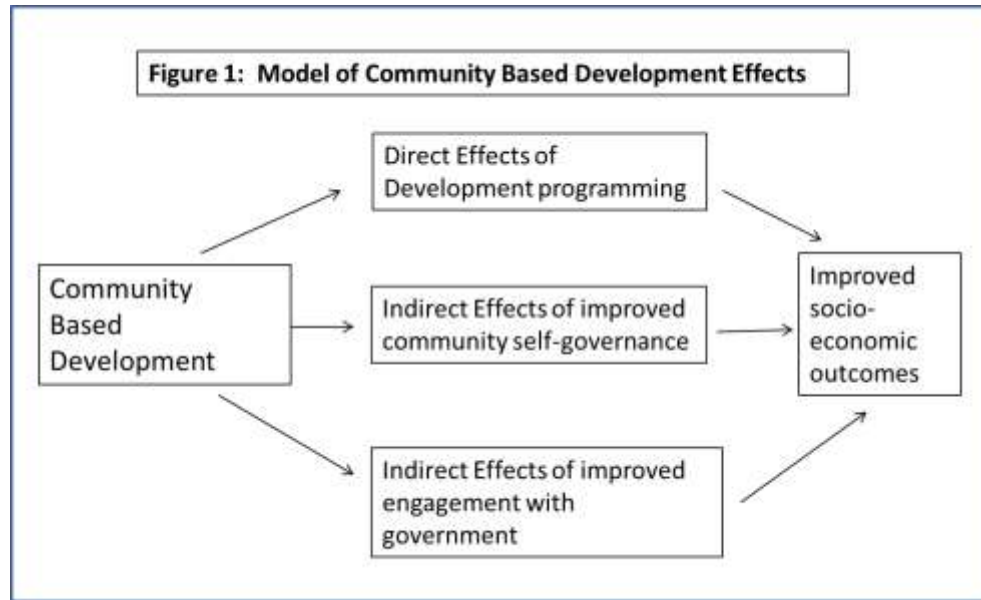 Figure 1:  Model of Community Based Development Effects
Direct Effects of
Development programming
Community
Based
Development
Indirect Effects of improved
community self-governance
Improved
socio-
economic
outcomes
Indirect Effects of improved
engagement with
government